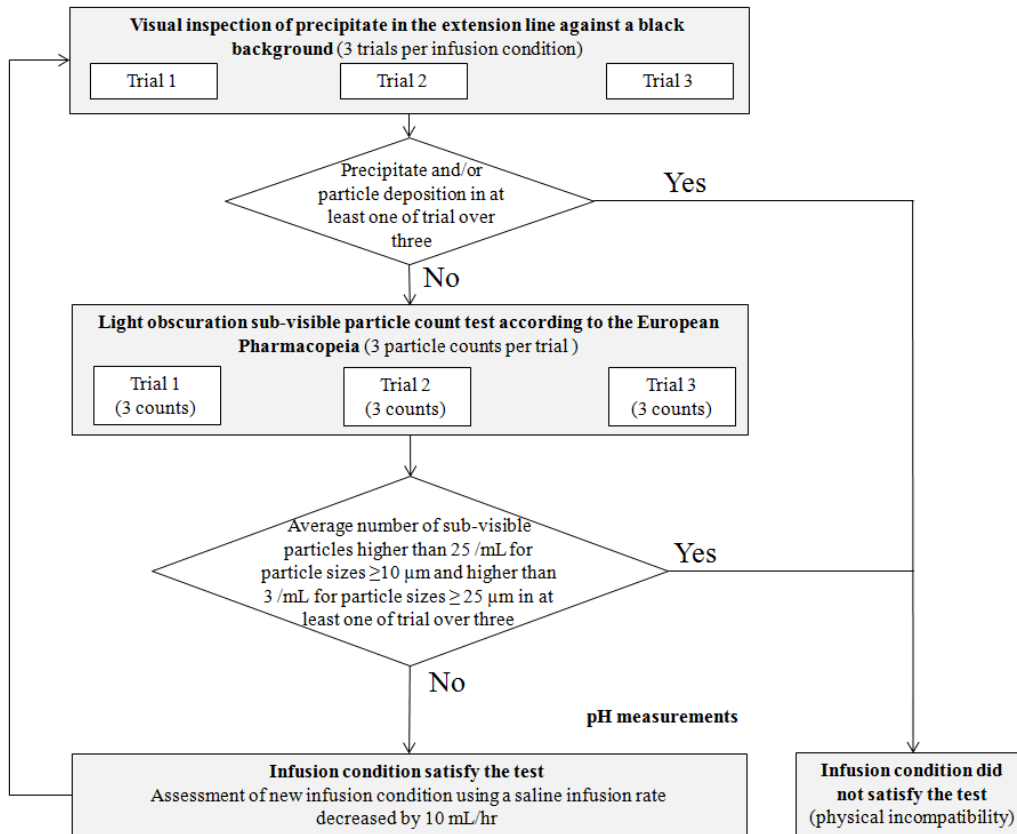 Visual inspection of precipitate in the extension line against a black
background (3 trials per infusion condition)
Trial 1
Trial 2
Trial 3
Precipitate and/or
particle deposition in at
least one of trial over
three
Yes
No
Light obscuration sub-visible particle count test according to the European
Pharmacopeia (3 particle counts per trial )
Trial 1
(3 counts)
Trial 2
(3 counts)
Trial 3
(3 counts)
Average number of sub-visible
particles higher than 25 /mL for
particle sizes ≥10 µm and higher than
3 /mL for particle sizes ≥ 25 µm in at
least one of trial over three
Yes
No
pH measurements
Infusion condition satisfy the test
Assessment of new infusion condition using a saline infusion rate
decreased by 10 mL/hr
Infusion condition did
not satisfy the test
(physical incompatibility)